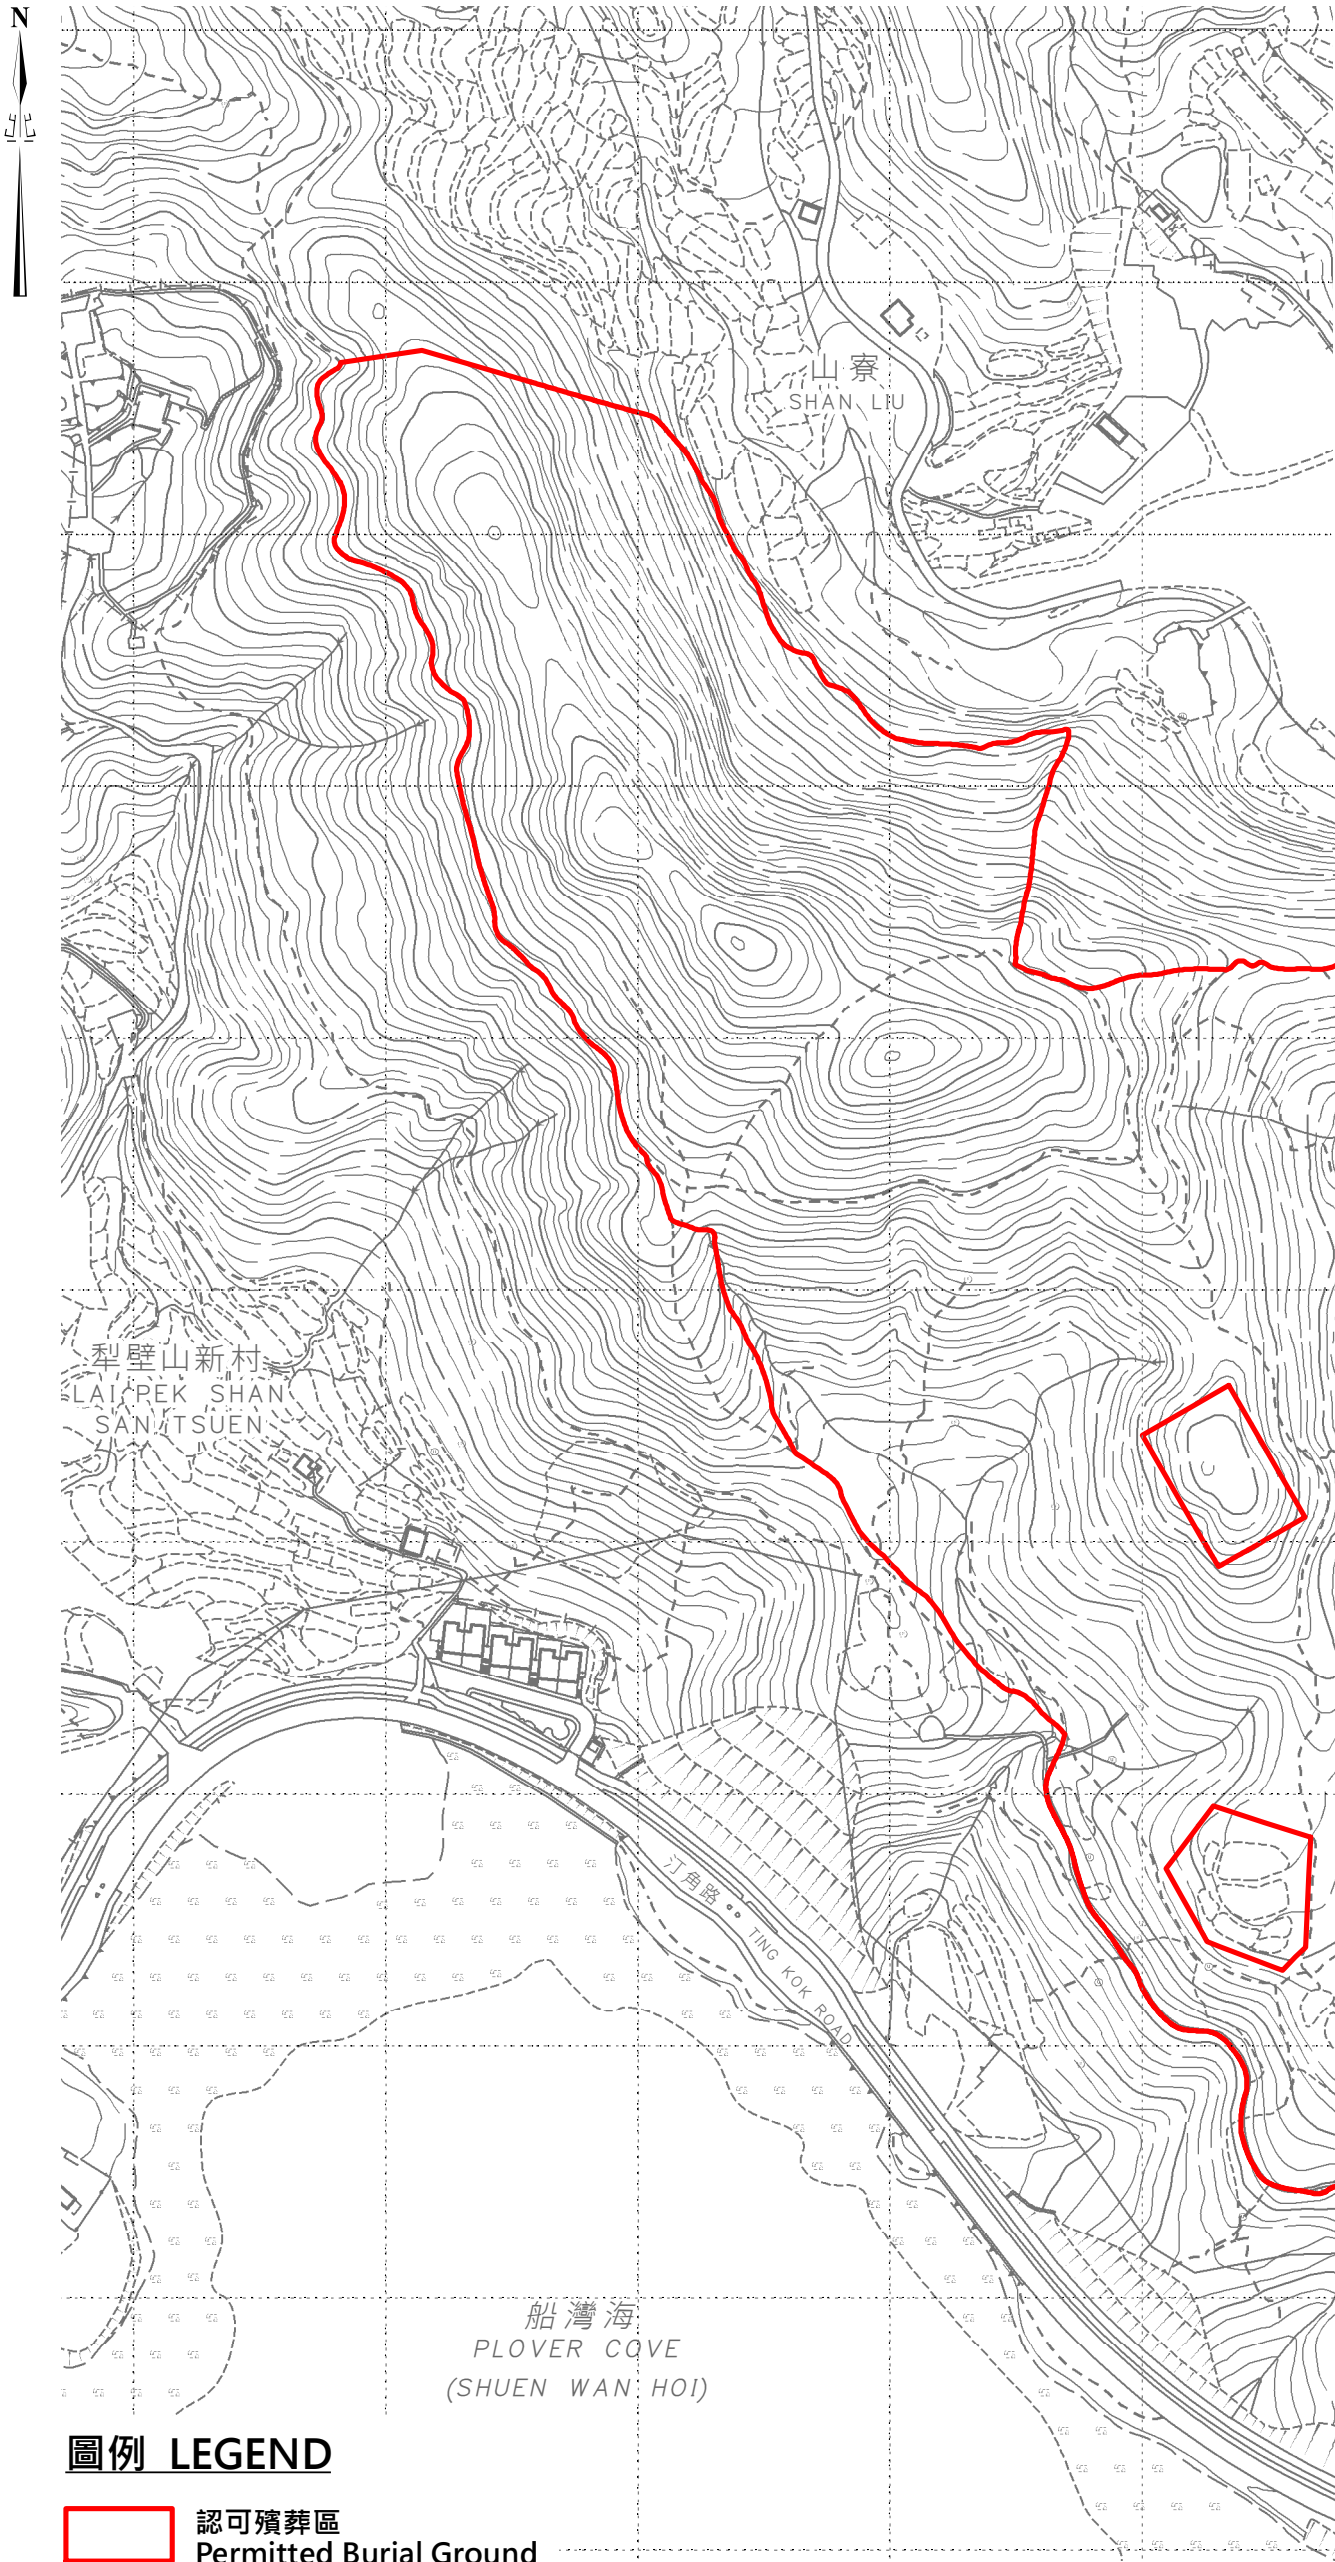 N
山寮
SHAN LIU
犁壁山新村
LAI PEK SHAN
SAN TSUEN
汀角路 TING KOK ROAD
船灣海
PLOVER COVE
(SHUEN WAN HOI)
圖例 LEGEND
認可殯葬區
Permitted Burial Ground